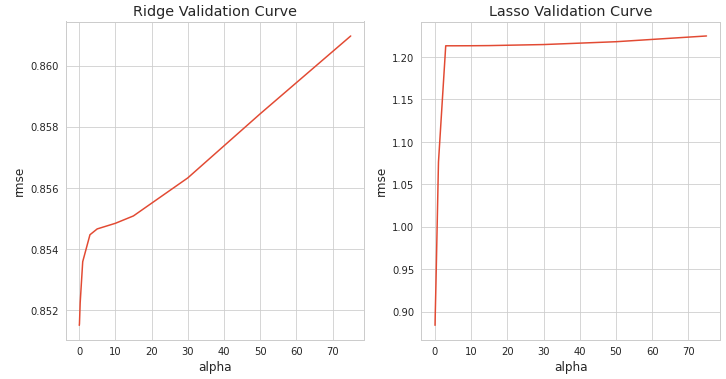 Ridge Validation Curve
rmse
0.860
0.858
0.856
0.854
0.852
0 10 20 30 40 50 60 70
alpha
Lasso Validation Curve
rmse
1.20
1.15
1.10
1.05
1.00
0.95
0.90
0 10 20 30 40 50 60 70
alpha